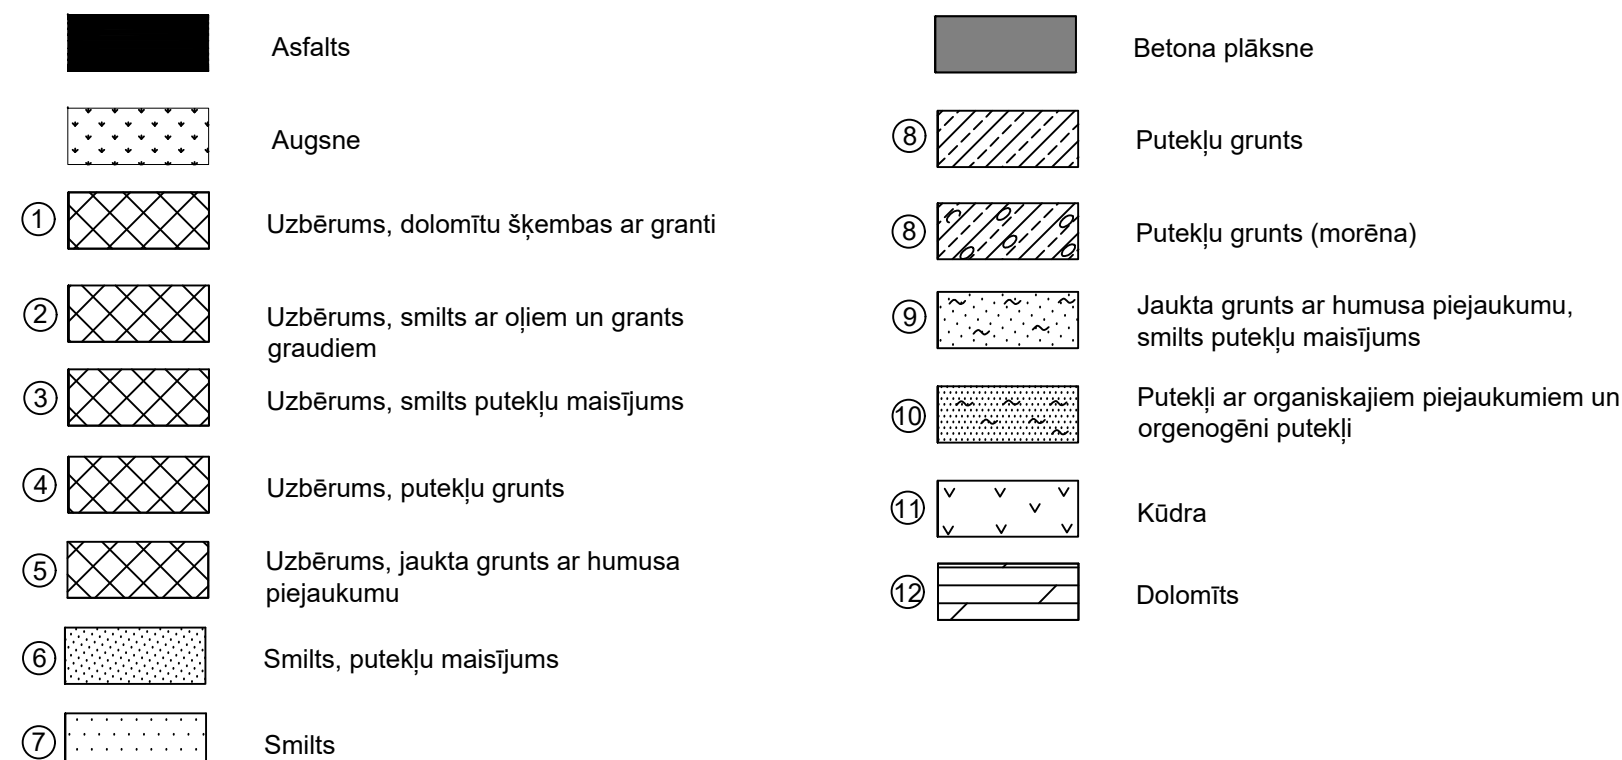 Asfalts
Augsne
1 Uzbērums, dolomītu šķembas ar granti
2 Uzbērums, smilts ar oļiem un grants
graudiem
3 Uzbērums, smilts putekļu maisījums
4 Uzbērums, putekļu grunts
5 Uzbērums, jaukta grunts ar humusa
piejaukumu
6 Smilts, putekļu maisījums
7 Smilts
Betona plāksne
8 Putekļu grunts
8 Putekļu grunts (morēna)
9 Jaukta grunts ar humusa piejaukumu,
smilts putekļu maisījums
10 Putekļi ar organiskajiem piejaukumiem un
orgenogēni putekļi
11 Kūdra
12 Dolomīts